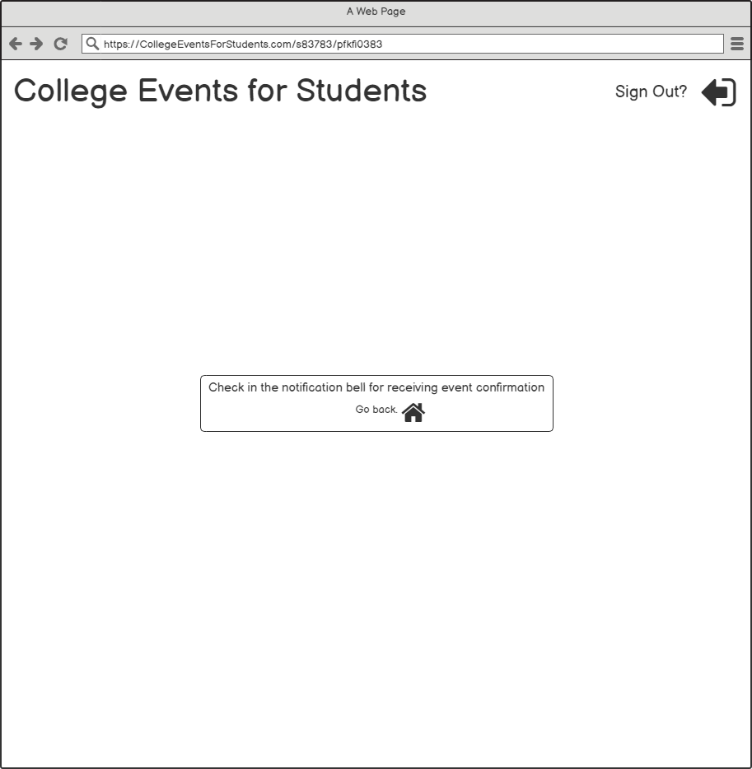 A Web Page
https://CollegeEventsForStudents.com/s83783/pfkfi0383
College Events for Students
Sign Out?
Check in the notification bell for receiving event confirmation
Go back.